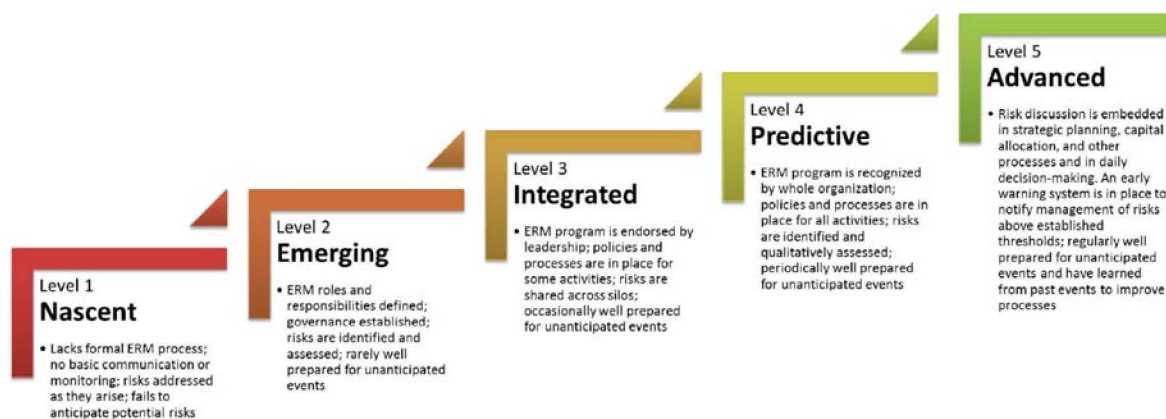 Level 1
Nascent
• Lacks formal ERM process;
no basic communication or
monitoring; risks addressed
as they arise; fails to
anticipate potential risks
Level 2
Emerging
• ERM roles and
responsibilities defined;
governance established;
risks are identified and
assessed; rarely well
prepared for unanticipated
events
Level 3
Integrated
• ERM program is endorsed by
leadership; policies and
processes are in place for
some activities; risks are
shared across silos;
occasionally well prepared
for unanticipated events
Level 4
Predictive
• ERM program is recognized
by whole organization;
policies and processes are in
place for all activities; risks
are identified and
qualitatively assessed;
periodically well prepared
for unanticipated events
Level 5
Advanced
• Risk discussion is embedded
in strategic planning, capital
allocation, and other
processes and in daily
decision-making. An early
warning system is in place to
notify management of risks
above established
thresholds; regularly well
prepared for unanticipated
events and have learned
from past events to improve
processes